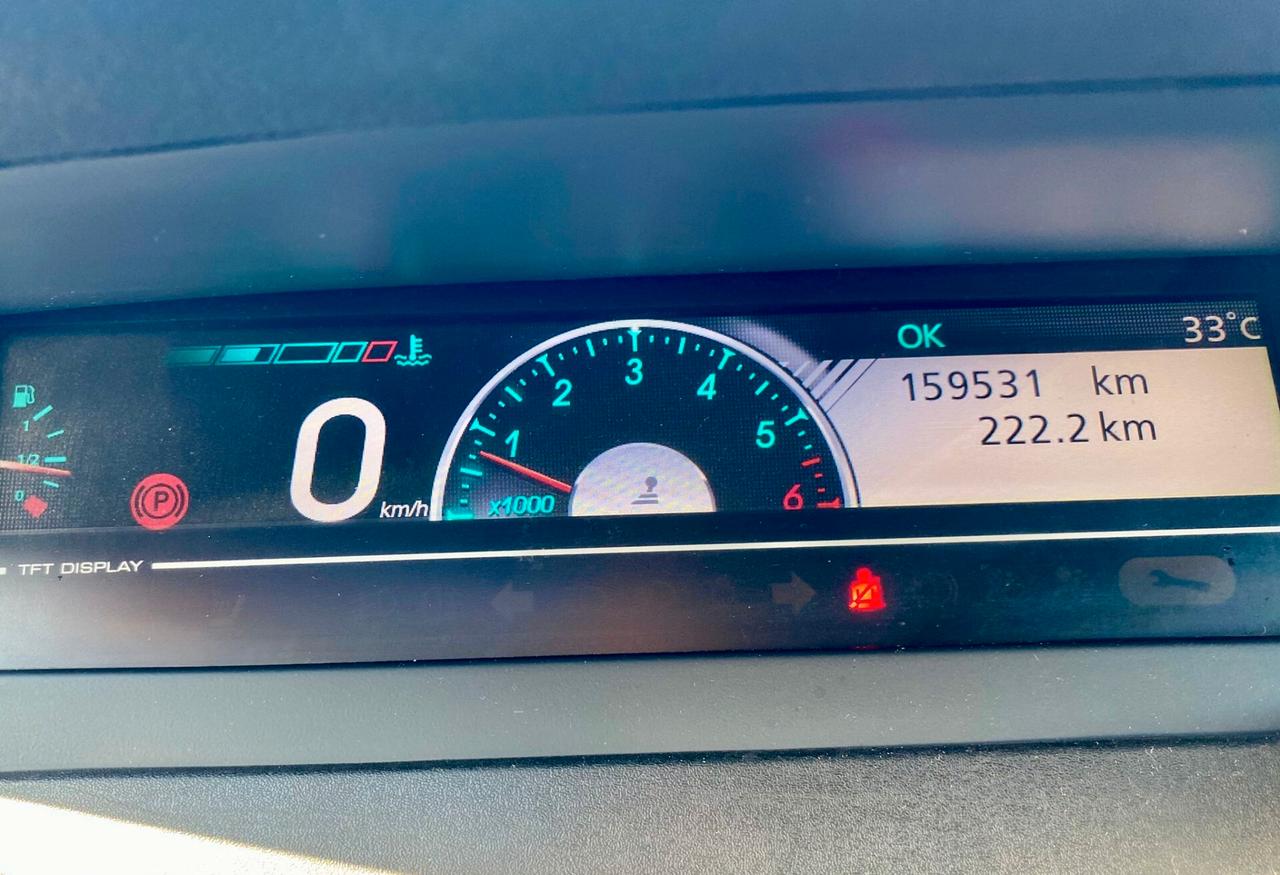 OK 33°C
159531 km
222.2 km
1
1/2
0
P
0 km/h
1 2 3 4 5 6
x1000
TFT DISPLAY